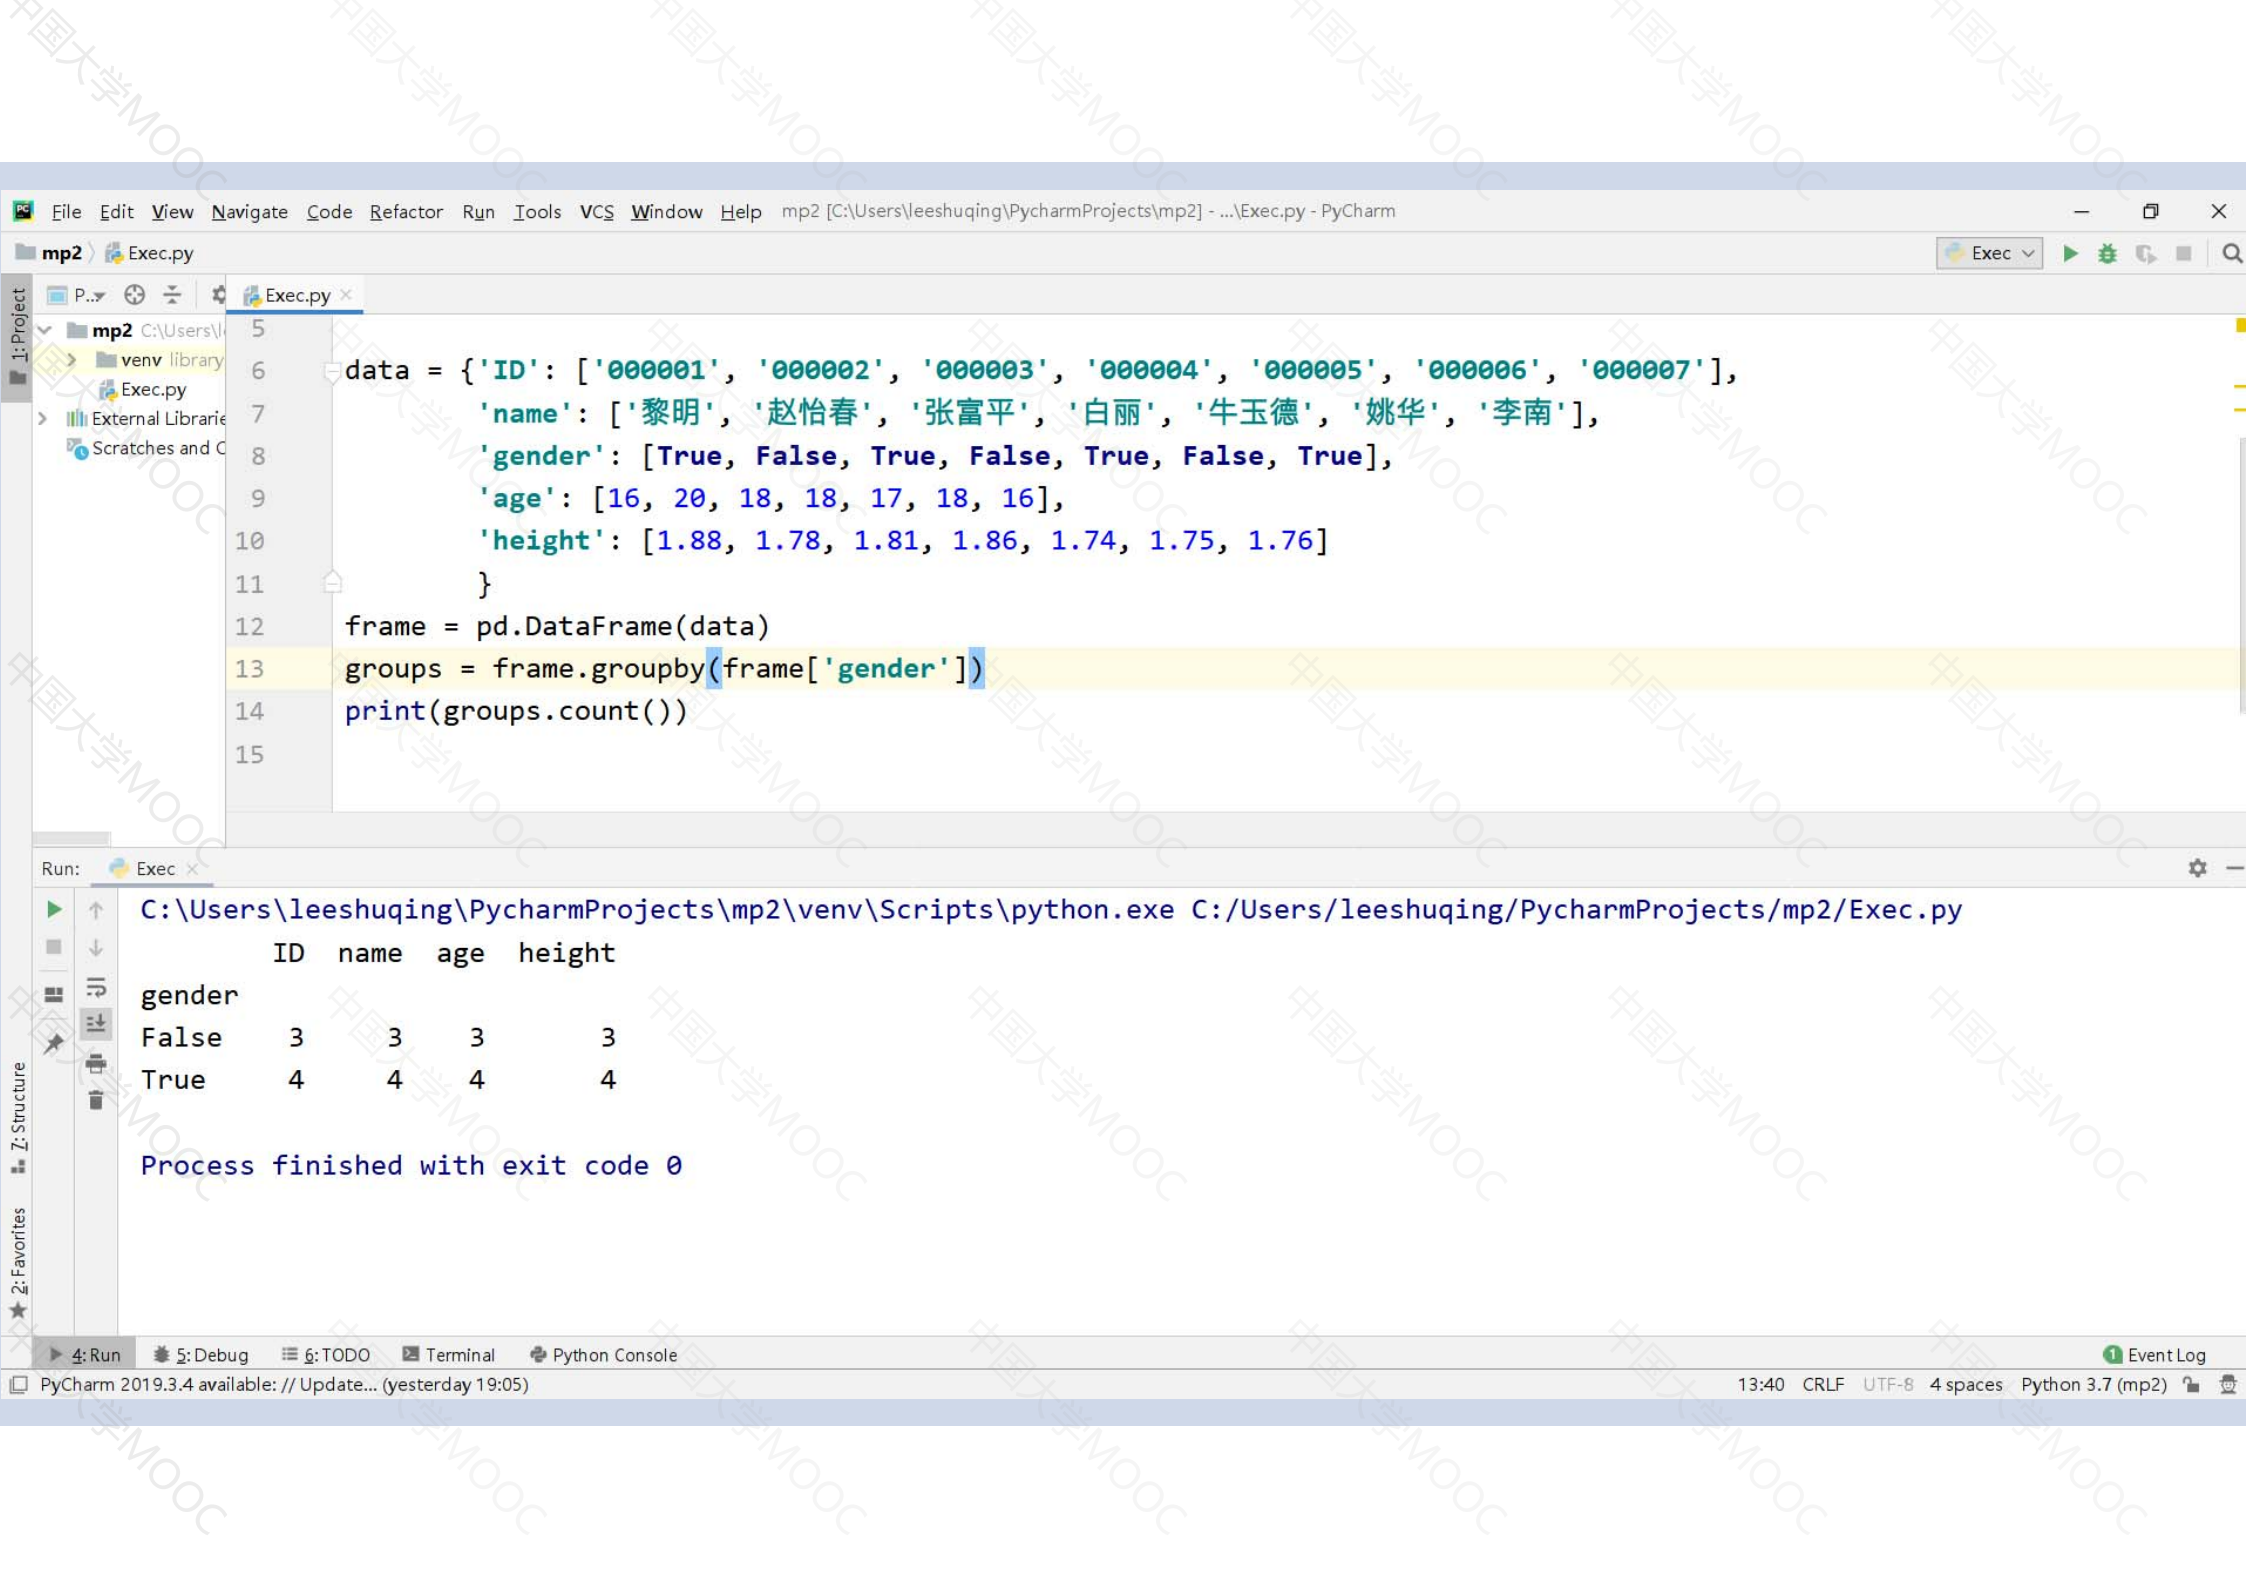 File Edit View Navigate Code Refactor Run Tools VCS Window Help mp2 [C:\Users\leeshuqing\PycharmProjects\mp2] - ...\Exec.py - PyCharm
mp2 Exec.py Exec
1: Project
P.. Exec.py
mp2 C:\Users\l
venv library
Exec.py
External Librarie
Scratches and C
5
6 data = {'ID': ['000001', '000002', '000003', '000004', '000005', '000006', '000007'],
7 'name': ['黎明', '赵怡春', '张富平', '白丽', '牛玉德', '姚华', '李南'],
8 'gender': [True, False, True, False, True, False, True],
9 'age': [16, 20, 18, 18, 17, 18, 16],
10 'height': [1.88, 1.78, 1.81, 1.86, 1.74, 1.75, 1.76]
11 }
12 frame = pd.DataFrame(data)
13 groups = frame.groupby(frame['gender'])
14 print(groups.count())
15
Run: Exec
C:\Users\leeshuqing\PycharmProjects\mp2\venv\Scripts\python.exe C:/Users/leeshuqing/PycharmProjects/mp2/Exec.py
ID name age height
gender
False 3 3 3 3
True 4 4 4 4
Process finished with exit code 0
7: Structure
2: Favorites
4: Run 5: Debug 6: TODO Terminal Python Console 1 Event Log
PyCharm 2019.3.4 available: // Update... (yesterday 19:05) 13:40 CRLF UTF-8 4 spaces Python 3.7 (mp2)
中国大学MOOC